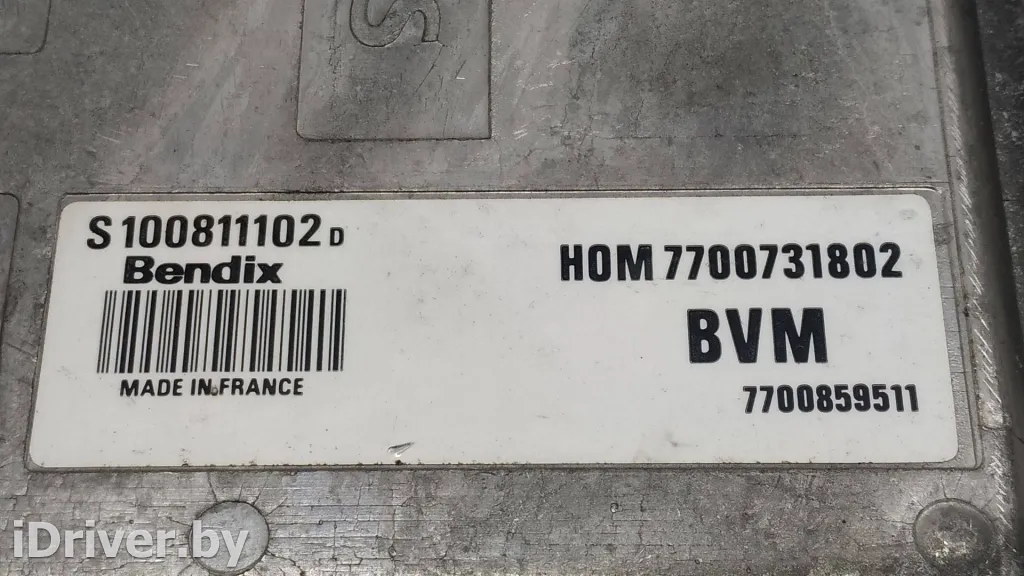 S
S 100811102 D
Bendix
MADE IN FRANCE
HOM 7700731802
BVM
7700859511
iDriver.by